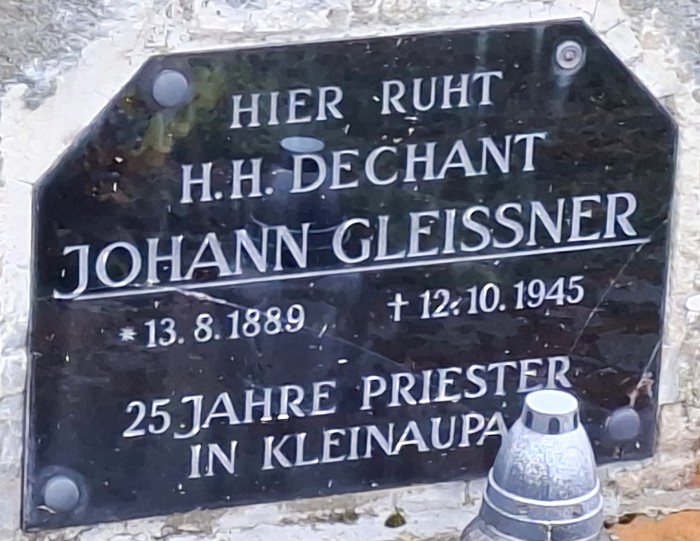 HIER RUHT
H.H. DECHANT
JOHANN GLEISSNER
* 13. 8. 1889 † 12. 10. 1945
25 JAHRE PRIESTER
IN KLEINAUPA